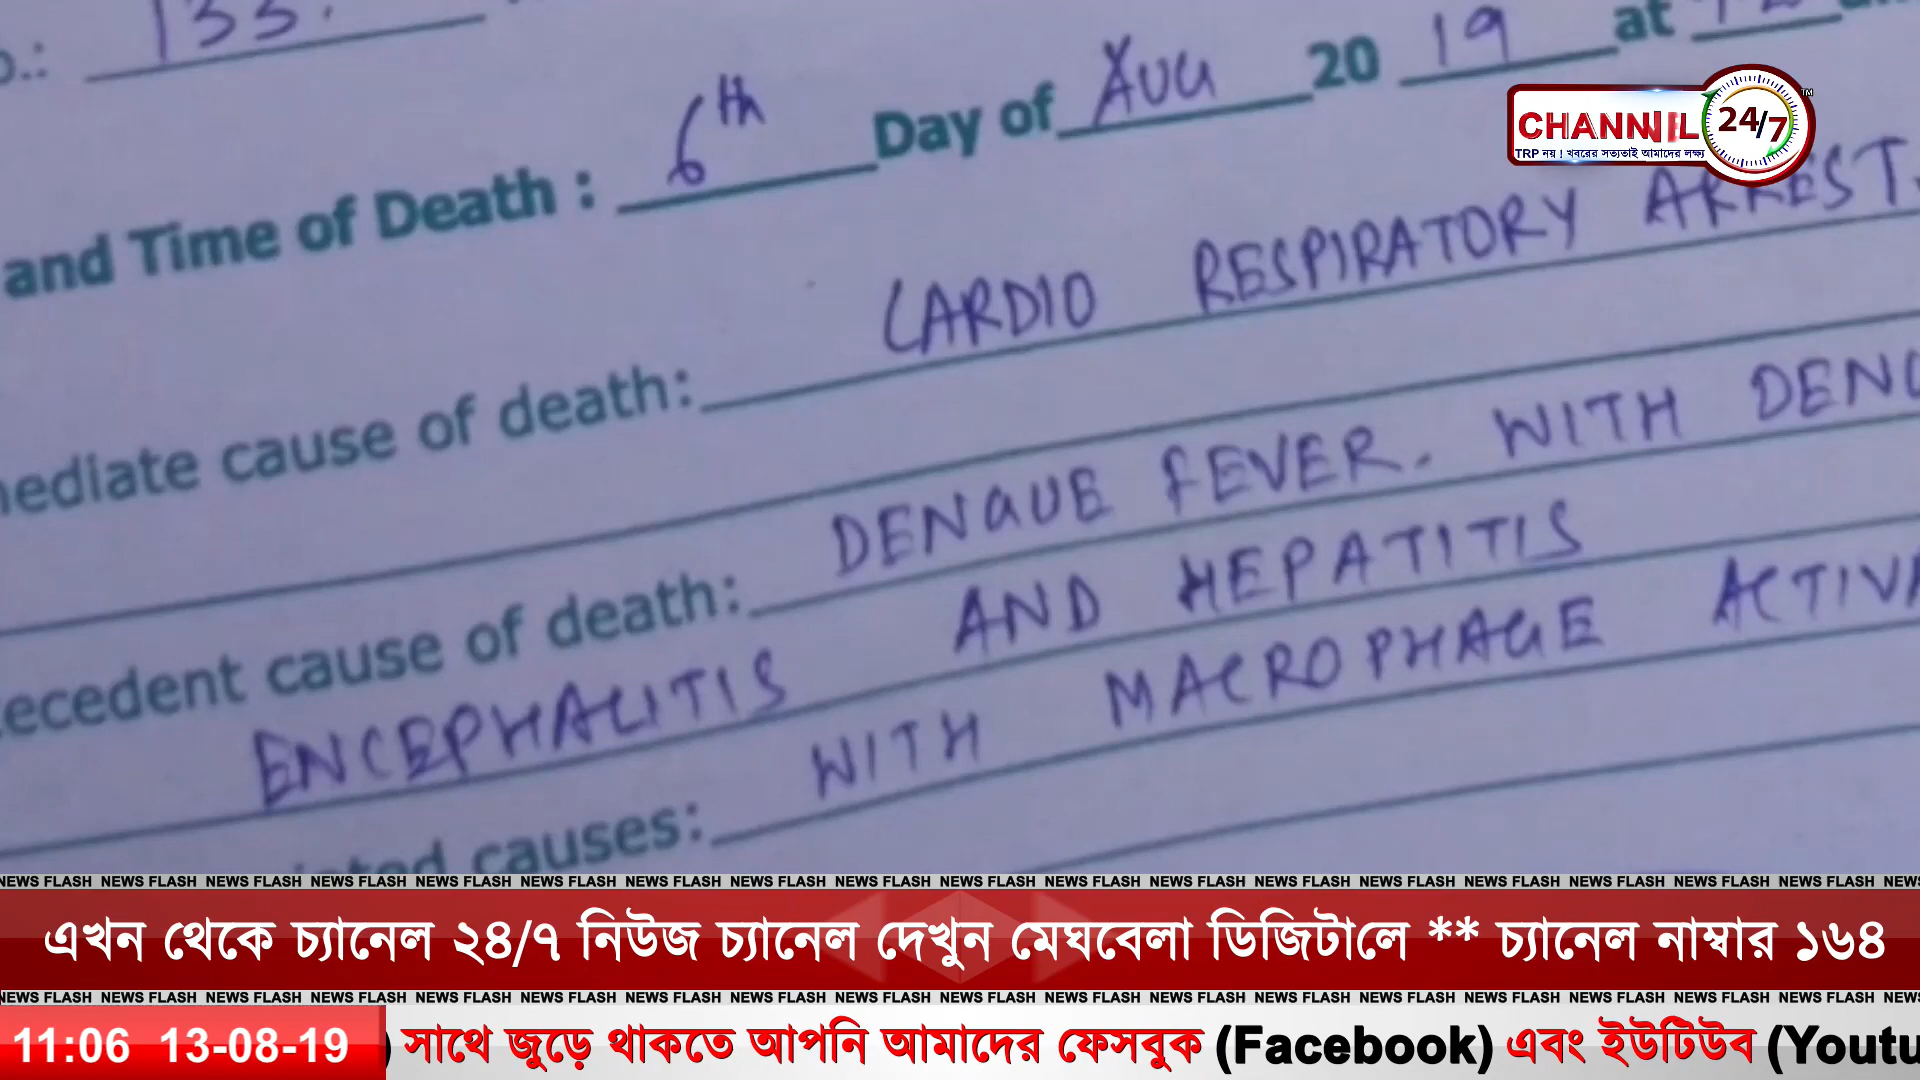 133.
19 at
and Time of Death : 6th Day of AUG 20
CHANN L 24/7 TM
TRP নয় ! খবরের সত্যতাই আমাদের লক্ষ্য
cause of death: CARDIO RESPIRATORY ARREST.
cause of death: DENGUE FEVER. WITH
ENCEPHALITIS AND HEPATITIS
causes: WITH MACROPHAGE
NEWS FLASH NEWS FLASH NEWS FLASH NEWS FLASH NEWS FLASH NEWS FLASH NEWS FLASH NEWS FLASH NEWS FLASH NEWS FLASH NEWS FLASH NEWS FLASH NEWS FLASH NEWS FLASH NEWS FLASH NEWS FLASH NEWS FLASH NEWS FLASH
এখন থেকে চ্যানেল ২৪/৭ নিউজ চ্যানেল দেখুন মেঘবেলা ডিজিটালে ** চ্যানেল নাম্বার ১৬৪
NEWS FLASH NEWS FLASH NEWS FLASH NEWS FLASH NEWS FLASH NEWS FLASH NEWS FLASH NEWS FLASH NEWS FLASH NEWS FLASH NEWS FLASH NEWS FLASH NEWS FLASH NEWS FLASH NEWS FLASH NEWS FLASH NEWS FLASH NEWS FLASH
11:06 13-08-19 ) সাথে জুড়ে থাকতে আপনি আমাদের ফেসবুক (Facebook) এবং ইউটিউব (Youtu